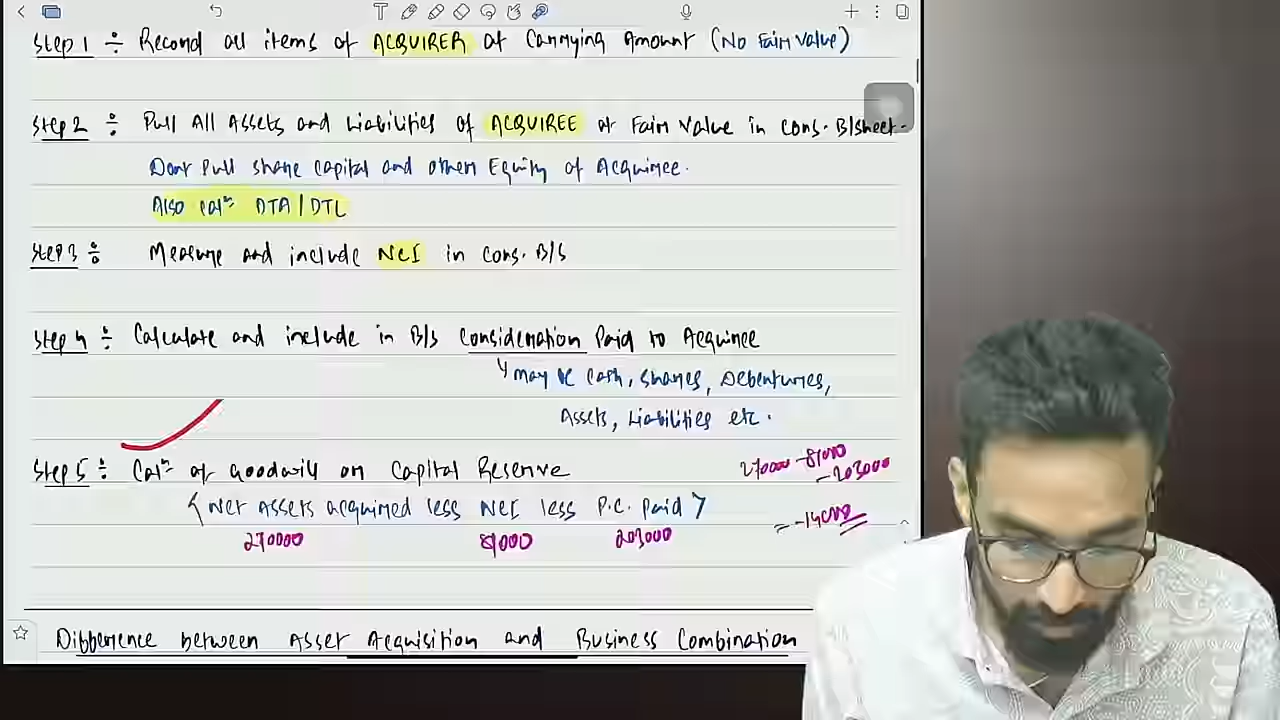 Step 1 ÷ Record all items of ACQUIRER at Carrying Amount (No Fair Value)
Step 2 ÷ Pull All Assets and Liabilities of ACQUIREE at Fair Value in Cons. B/Sheet.
Dont Pull Share Capital and others Equity of Acquiree.
Also Calⁿ DTA/DTL
Step 3 ÷ Measure and include NCI in Cons. B/S
Step 4 ÷ Calculate and include in B/S Consideration Paid to Acquiree
may be Cash, Shares, Debentures,
Assets, Liabilities etc.
Step 5 ÷ Calⁿ of Goodwill or Capital Reserve
{Net Assets acquired less NCI less P.C. Paid}
270000 81000 203000
270000 - 81000
- 203000
= -14000
Difference between Asset Acquisition and Business Combination